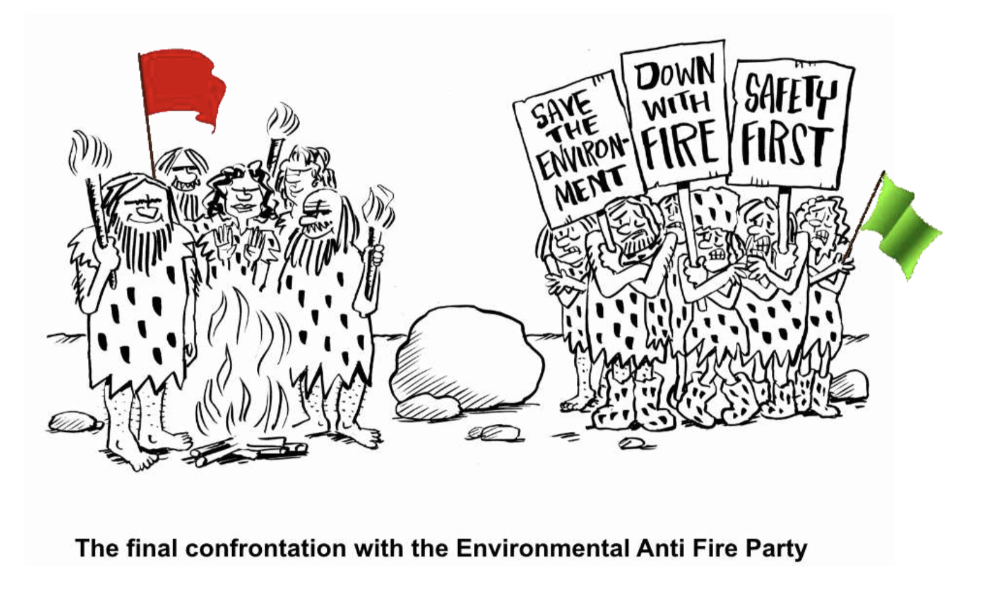 SAVE
THE
ENVIRON-
MENT
DOWN
WITH
FIRE
SAFETY
FIRST
The final confrontation with the Environmental Anti Fire Party